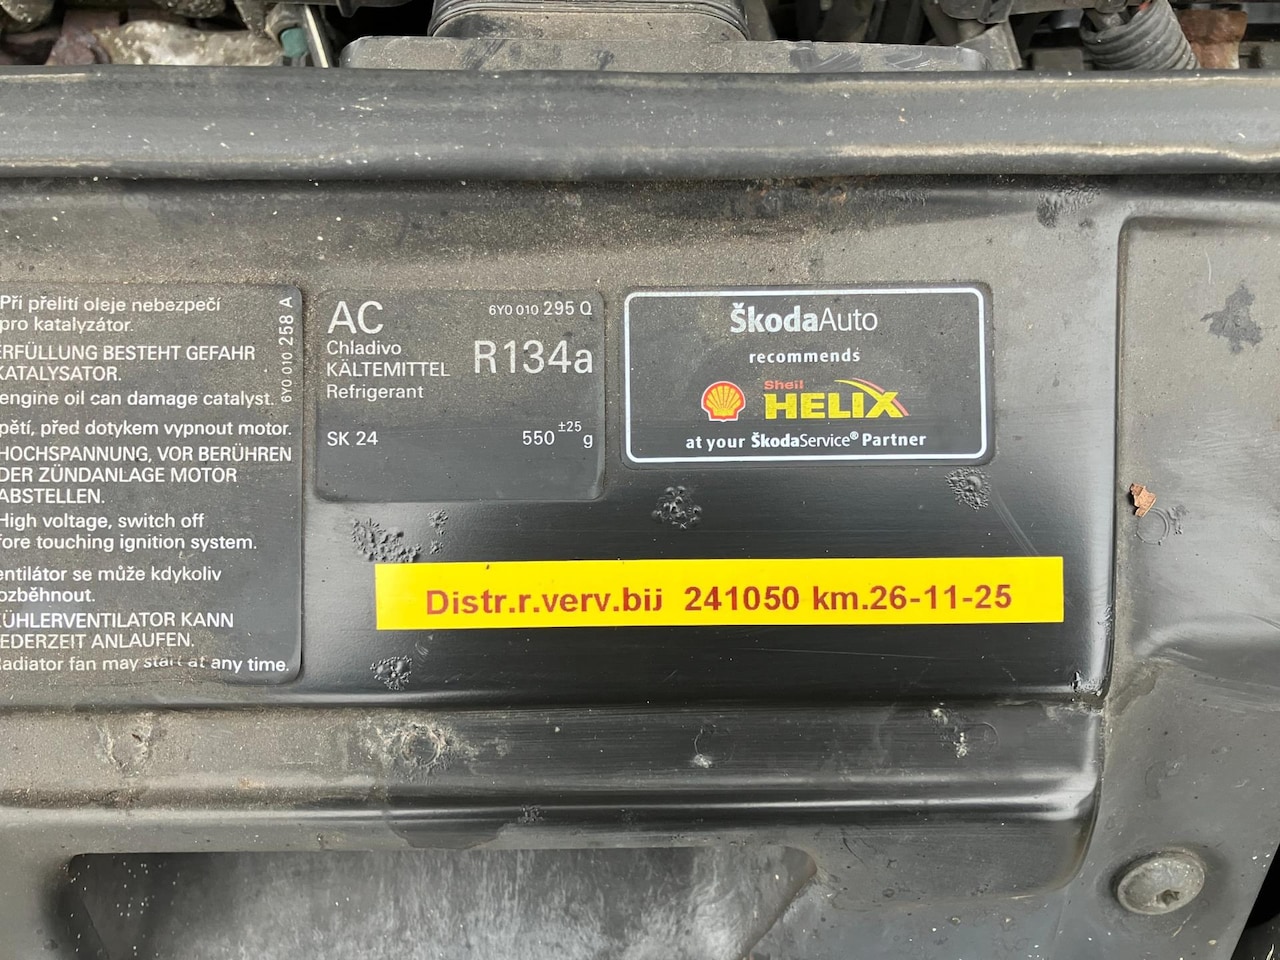 Při přelití oleje nebezpečí
pro katalyzátor.
ERFÜLLUNG BESTEHT GEFAHR
KATALYSATOR.
engine oil can damage catalyst.
pětí, před dotykem vypnout motor.
HOCHSPANNUNG, VOR BERÜHREN
DER ZÜNDANLAGE MOTOR
ABSTELLEN.
High voltage, switch off
fore touching ignition system.
entilátor se může kdykoliv
ozběhnout.
ÜHLERVENTILATOR KANN
JEDERZEIT ANLAUFEN.
Radiator fan may start at any time.
6Y0 010 258 A
AC
6Y0 010 295 Q
Chladivo
KÄLTEMITTEL
Refrigerant
R134a
SK 24
550 ±25 g
ŠkodaAuto
recommends
Shell
HELIX
at your ŠkodaService® Partner
Distr.r.verv.bij 241050 km.26-11-25